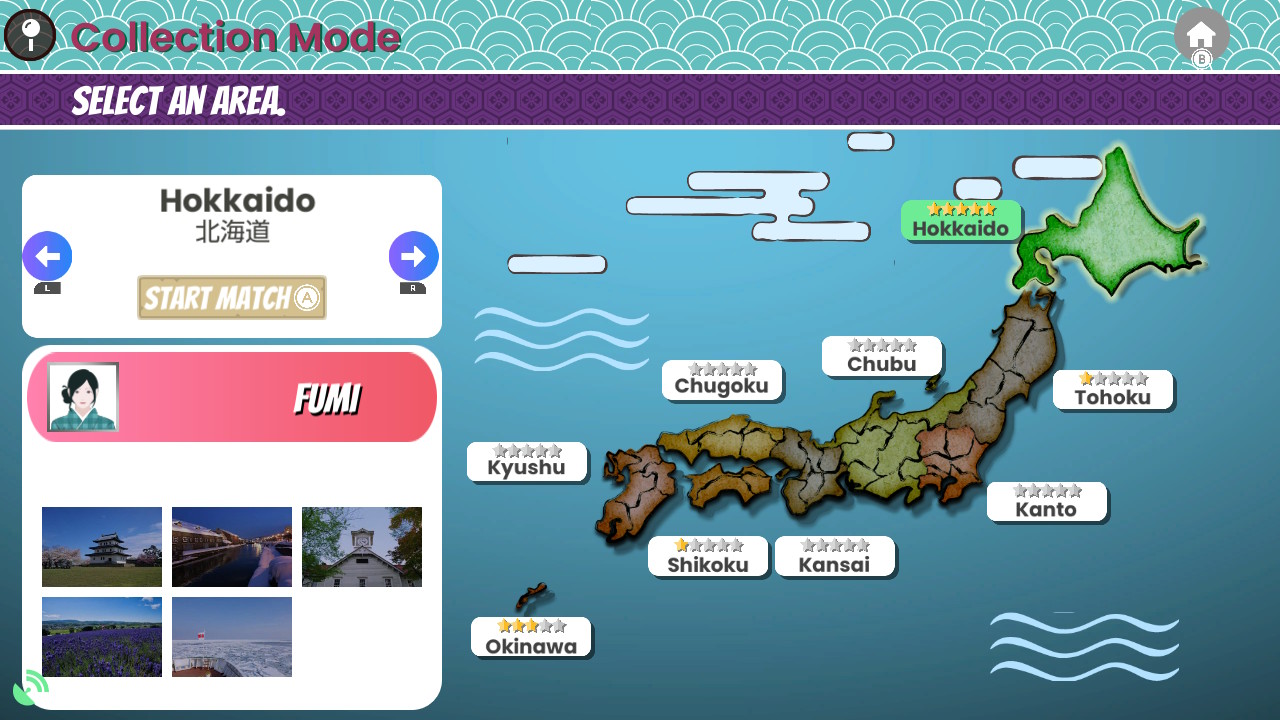 Collection Mode
B
SELECT AN AREA.
Hokkaido
北海道
START MATCH A
L
R
FUMI
Hokkaido
Chubu
Chugoku
Tohoku
Kyushu
Kanto
Shikoku
Kansai
Okinawa